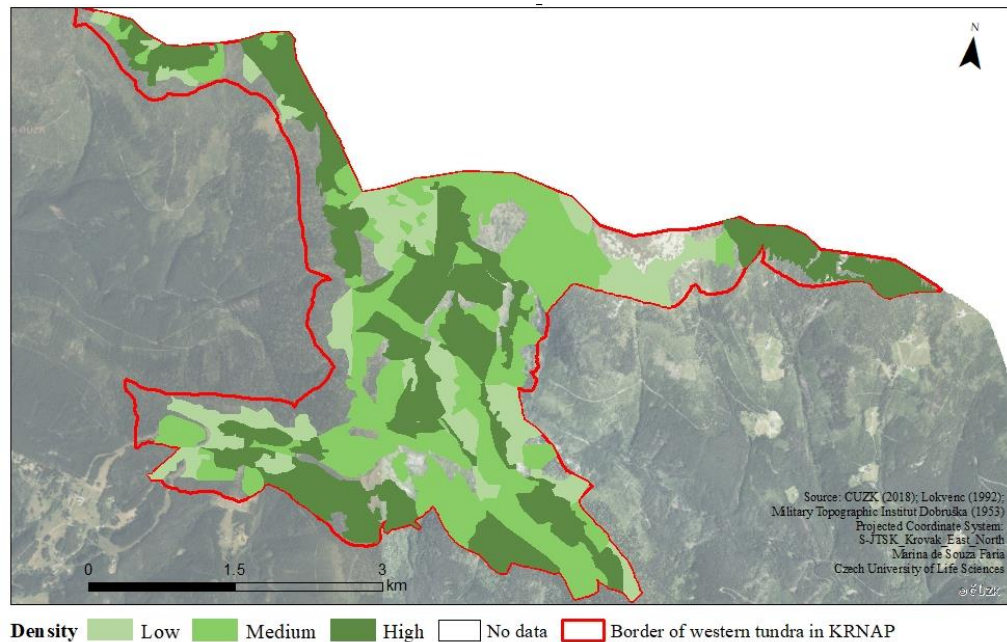 N
Source: CUZK (2018); Lokvenc (1992);
Military Topographic Institut Dobruška (1953)
Projected Coordinate System:
S-JTSK_Krovak_East_North
Marina de Souza Faria
Czech University of Life Sciences
© ČÚZK
0 1.5 3
km
Density Low Medium High No data Border of western tundra in KRNAP